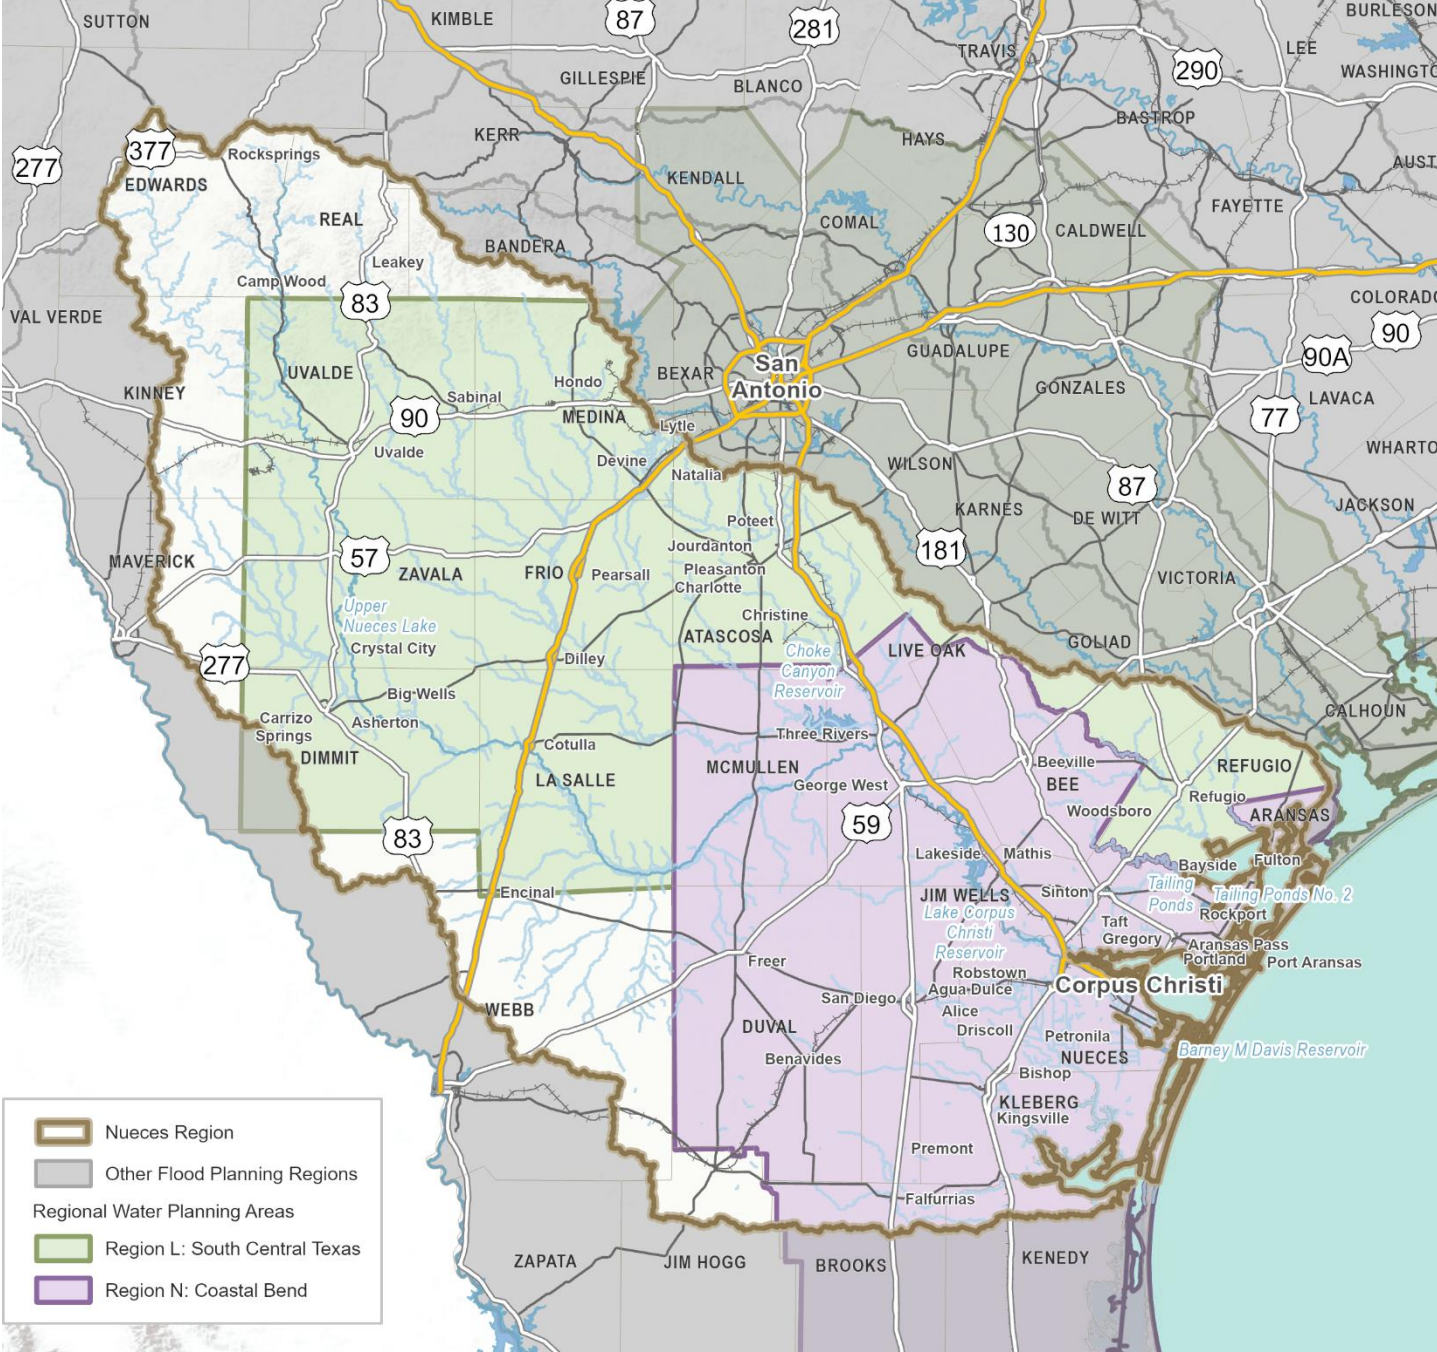 SUTTON
KIMBLE
87
281
BURLESON
TRAVIS
LEE
290
WASHINGTO
GILLESPIE
BLANCO
BASTROP
KERR
HAYS
377
Rocksprings
277
AUST
EDWARDS
KENDALL
REAL
FAYETTE
COMAL
130
CALDWELL
BANDERA
Leakey
Camp Wood
83
COLORADO
VAL VERDE
90
GUADALUPE
90A
San
Antonio
UVALDE
BEXAR
Hondo
GONZALES
KINNEY
Sabinal
LAVACA
90
MEDINA
77
Lytle
Uvalde
WHARTO
Devine
WILSON
Natalia
87
JACKSON
KARNES
DE WITT
Poteet
Jourdanton
181
57
MAVERICK
ZAVALA
FRIO
Pearsall
Pleasanton
VICTORIA
Charlotte
Upper
Nueces Lake
Christine
ATASCOSA
GOLIAD
Crystal City
Choke
Canyon
Reservoir
LIVE OAK
277
Dilley
Big Wells
CALHOUN
Carrizo
Springs
Asherton
Three Rivers
Cotulla
DIMMIT
MCMULLEN
Beeville
REFUGIO
LA SALLE
George West
BEE
Refugio
Woodsboro
ARANSAS
59
83
Lakeside
Mathis
Bayside
Fulton
Encinal
JIM WELLS
Sinton
Tailing
Ponds
Tailing Ponds No. 2
Lake Corpus
Christi
Reservoir
Rockport
Taft
Gregory
Aransas Pass
Portland
Port Aransas
Freer
Robstown
Corpus Christi
Agua Dulce
San Diego
WEBB
Alice
Driscoll
DUVAL
Petronila
NUECES
Barney M Davis Reservoir
Benavides
Bishop
KLEBERG
Kingsville
Premont
Falfurrias
ZAPATA
JIM HOGG
BROOKS
KENEDY
Nueces Region
Other Flood Planning Regions
Regional Water Planning Areas
Region L: South Central Texas
Region N: Coastal Bend